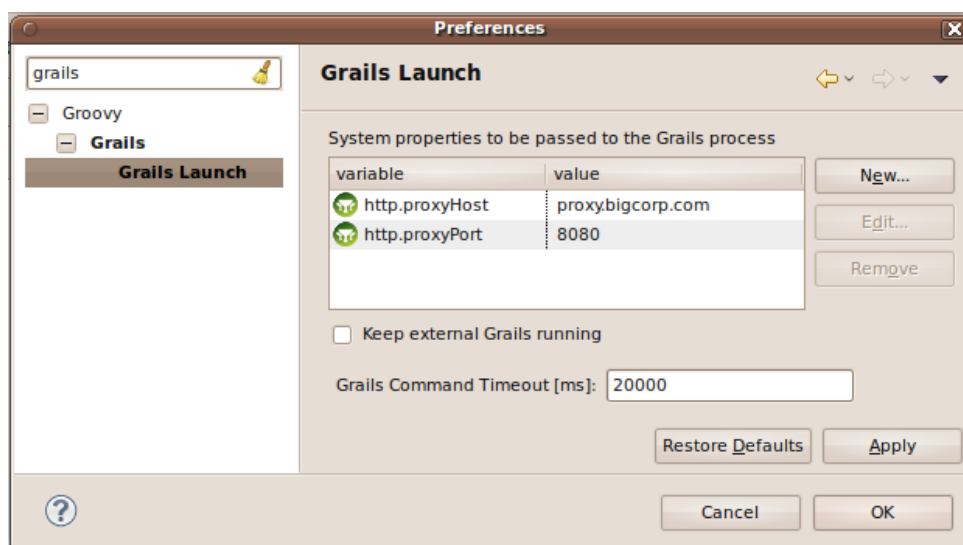 Preferences
grails
Groovy
Grails
Grails Launch
Grails Launch
System properties to be passed to the Grails process
variable value
http.proxyHost proxy.bigcorp.com
http.proxyPort 8080
New...
Edit...
Remove
Keep external Grails running
Grails Command Timeout [ms]: 20000
Restore Defaults Apply
? Cancel OK